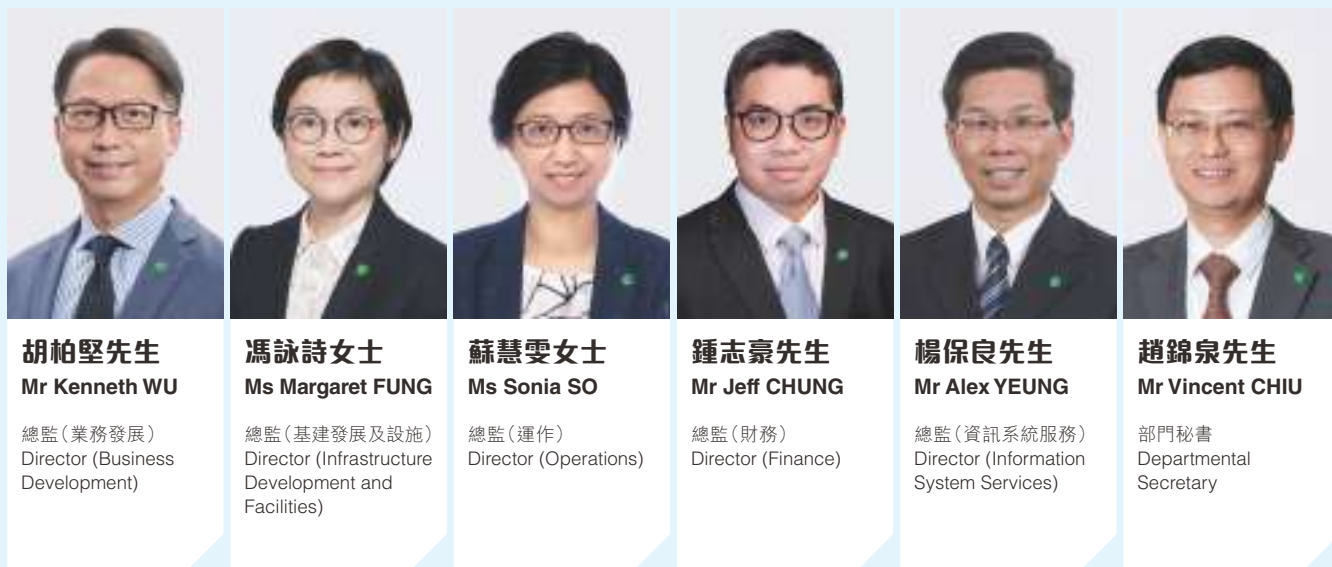 胡柏堅先生
Mr Kenneth WU
總監（業務發展）
Director (Business
Development)
馮詠詩女士
Ms Margaret FUNG
總監（基建發展及設施）
Director (Infrastructure
Development and
Facilities)
蘇慧雯女士
Ms Sonia SO
總監（運作）
Director (Operations)
鍾志豪先生
Mr Jeff CHUNG
總監（財務）
Director (Finance)
楊保良先生
Mr Alex YEUNG
總監（資訊系統服務）
Director (Information
System Services)
趙錦泉先生
Mr Vincent CHIU
部門秘書
Departmental
Secretary